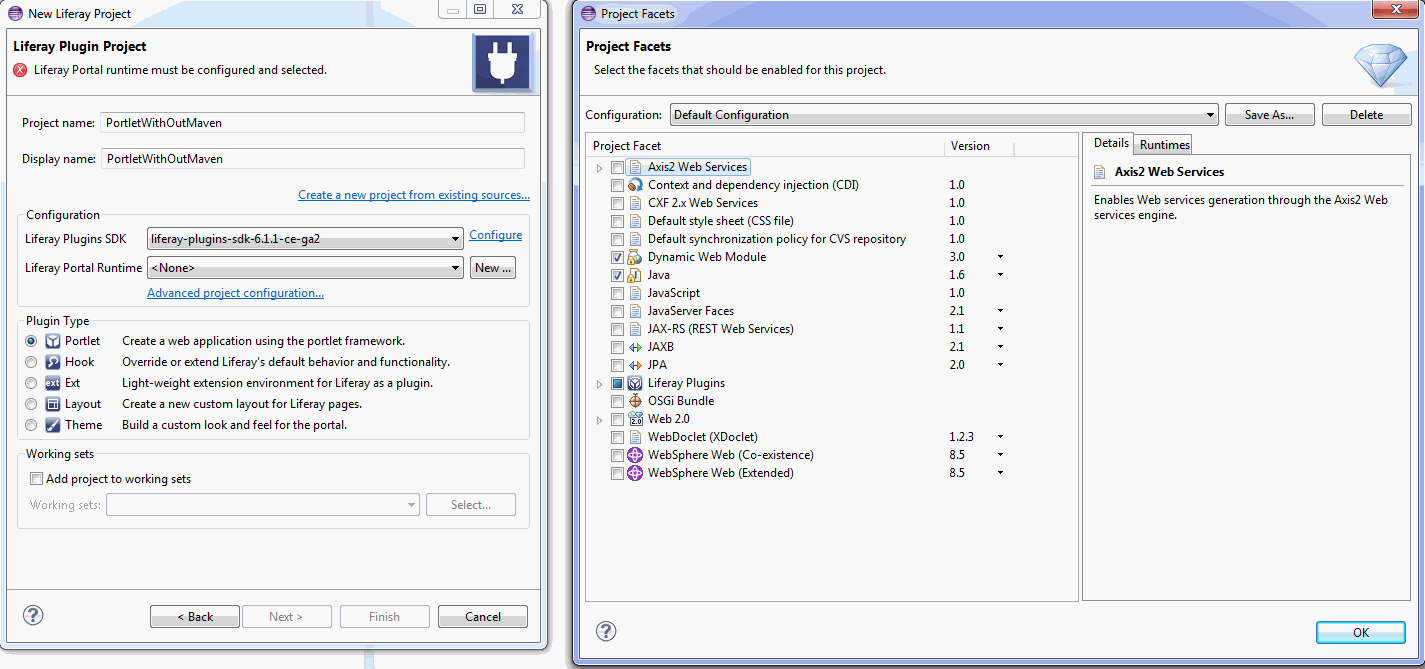 New Liferay Project
Liferay Plugin Project
Liferay Portal runtime must be configured and selected.
Project name: PortletWithOutMaven
Display name: PortletWithOutMaven
Create a new project from existing sources...
Configuration
Liferay Plugins SDK liferay-plugins-sdk-6.1.1-ce-ga2 Configure
Liferay Portal Runtime <None> New ...
Advanced project configuration...
Plugin Type
Portlet Create a web application using the portlet framework.
Hook Override or extend Liferay's default behavior and functionality.
ext Ext Light-weight extension environment for Liferay as a plugin.
Layout Create a new custom layout for Liferay pages.
Theme Build a custom look and feel for the portal.
Working sets
Add project to working sets
Working sets: Select...
? < Back Next > Finish Cancel
Project Facets
Project Facets
Select the facets that should be enabled for this project.
Configuration: Default Configuration Save As... Delete
Project Facet Version
Axis2 Web Services
Context and dependency injection (CDI) 1.0
CXF 2.x Web Services 1.0
Default style sheet (CSS file) 1.0
Default synchronization policy for CVS repository 1.0
Dynamic Web Module 3.0
Java 1.6
JavaScript 1.0
JavaServer Faces 2.1
JAX-RS (REST Web Services) 1.1
JAXB 2.1
JPA 2.0
Liferay Plugins
OSGi Bundle
2.0 Web 2.0
WebDoclet (XDoclet) 1.2.3
WebSphere Web (Co-existence) 8.5
WebSphere Web (Extended) 8.5
Details Runtimes
Axis2 Web Services
Enables Web services generation through the Axis2 Web
services engine.
? OK